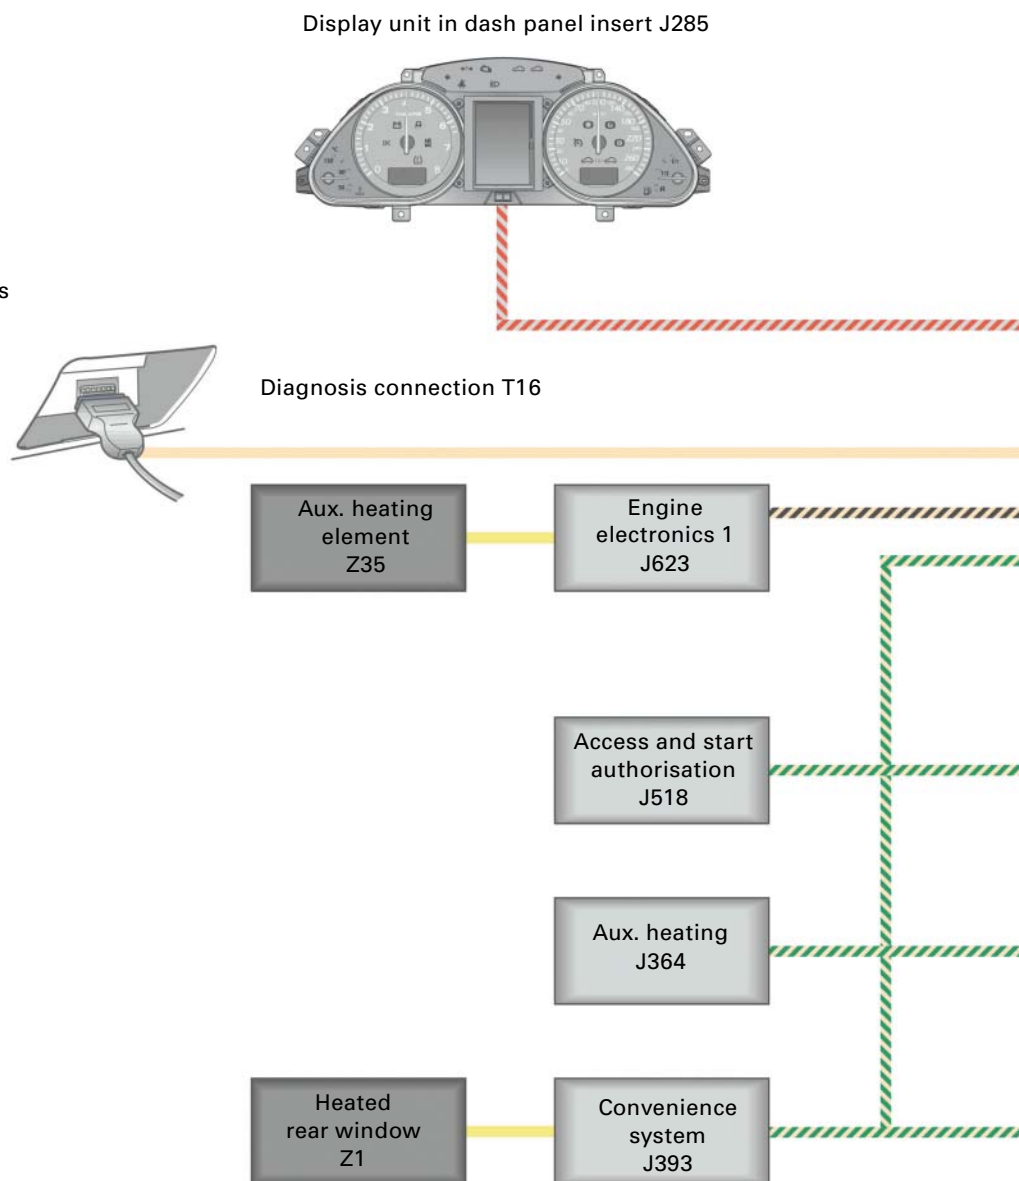 Display unit in dash panel insert J285
s
Diagnosis connection T16
Aux. heating
element
Z35
Engine
electronics 1
J623
Access and start
authorisation
J518
Aux. heating
J364
Heated
rear window
Z1
Convenience
system
J393